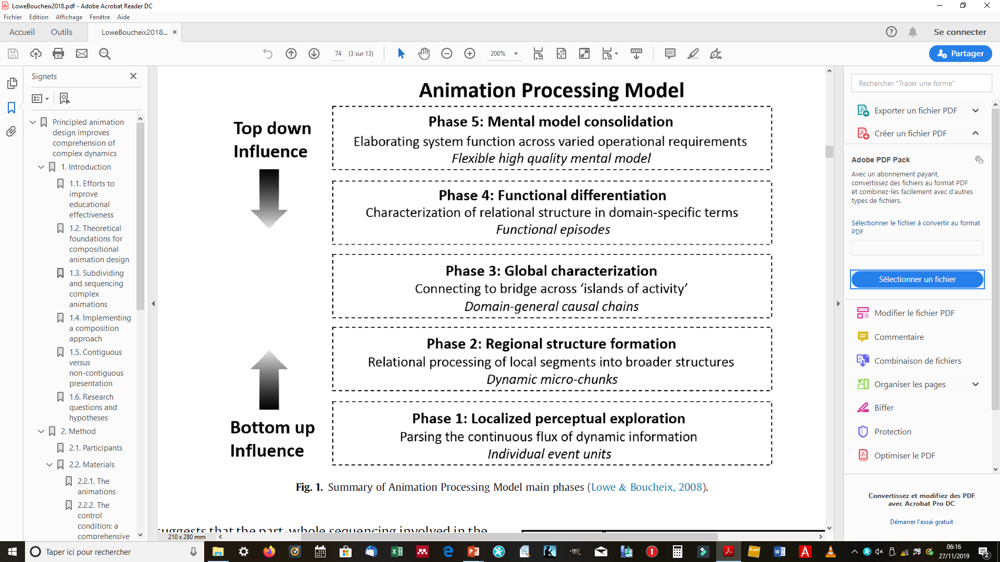 LoweBoucheix2018.pdf - Adobe Acrobat Reader DC
Fichier Edition Affichage Fenêtre Aide
Accueil Outils LoweBoucheix2018... × Se connecter
74 (3 sur 13) 200% Partager
Signets
Principled animation
design improves
comprehension of
complex dynamics
1. Introduction
1.1. Efforts to
improve
educational
effectiveness
1.2. Theoretical
foundations for
compositional
animation design
1.3. Subdividing
and sequencing
complex
animations
1.4. Implementing
a composition
approach
1.5. Contiguous
versus
non-contiguous
presentation
1.6. Research
questions and
hypotheses
2. Method
2.1. Participants
2.2. Materials
2.2.1. The
animations
2.2.2. The
control
condition: a
comprehensive
Animation Processing Model
Top down
Influence
Phase 5: Mental model consolidation
Elaborating system function across varied operational requirements
Flexible high quality mental model
Phase 4: Functional differentiation
Characterization of relational structure in domain-specific terms
Functional episodes
Phase 3: Global characterization
Connecting to bridge across ‘islands of activity’
Domain-general causal chains
Phase 2: Regional structure formation
Relational processing of local segments into broader structures
Dynamic micro-chunks
Phase 1: Localized perceptual exploration
Parsing the continuous flux of dynamic information
Individual event units
Bottom up
Influence
Fig. 1. Summary of Animation Processing Model main phases (Lowe & Boucheix, 2008).
suggests that the part-whole sequencing involved in the
210 x 280 mm
Rechercher "Tracer une forme"
Exporter un fichier PDF
Créer un fichier PDF
Adobe PDF Pack
Avec un abonnement payant,
convertissez des fichiers au format PDF
et combinez-les facilement avec d’autres
types de fichiers.
Sélectionner le fichier à convertir au format
PDF
Sélectionner un fichier
Modifier le fichier PDF
Commentaire
Combinaison de fichiers
Organiser les pages
Biffer
Protection
Optimiser le PDF
Convertissez et modifiez des PDF
avec Acrobat Pro DC
Démarrer l'essai gratuit
Taper ici pour rechercher
fnac
06:16
27/11/2019
2